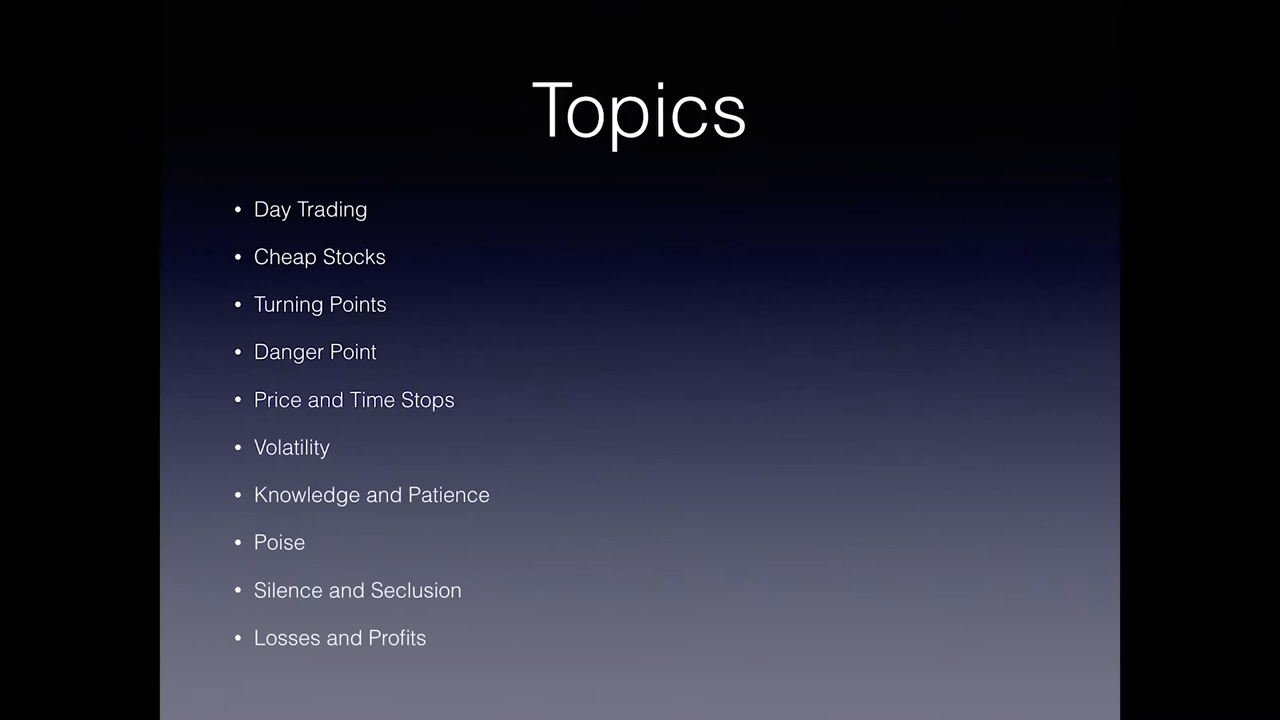 Topics
• Day Trading
• Cheap Stocks
• Turning Points
• Danger Point
• Price and Time Stops
• Volatility
• Knowledge and Patience
• Poise
• Silence and Seclusion
• Losses and Profits